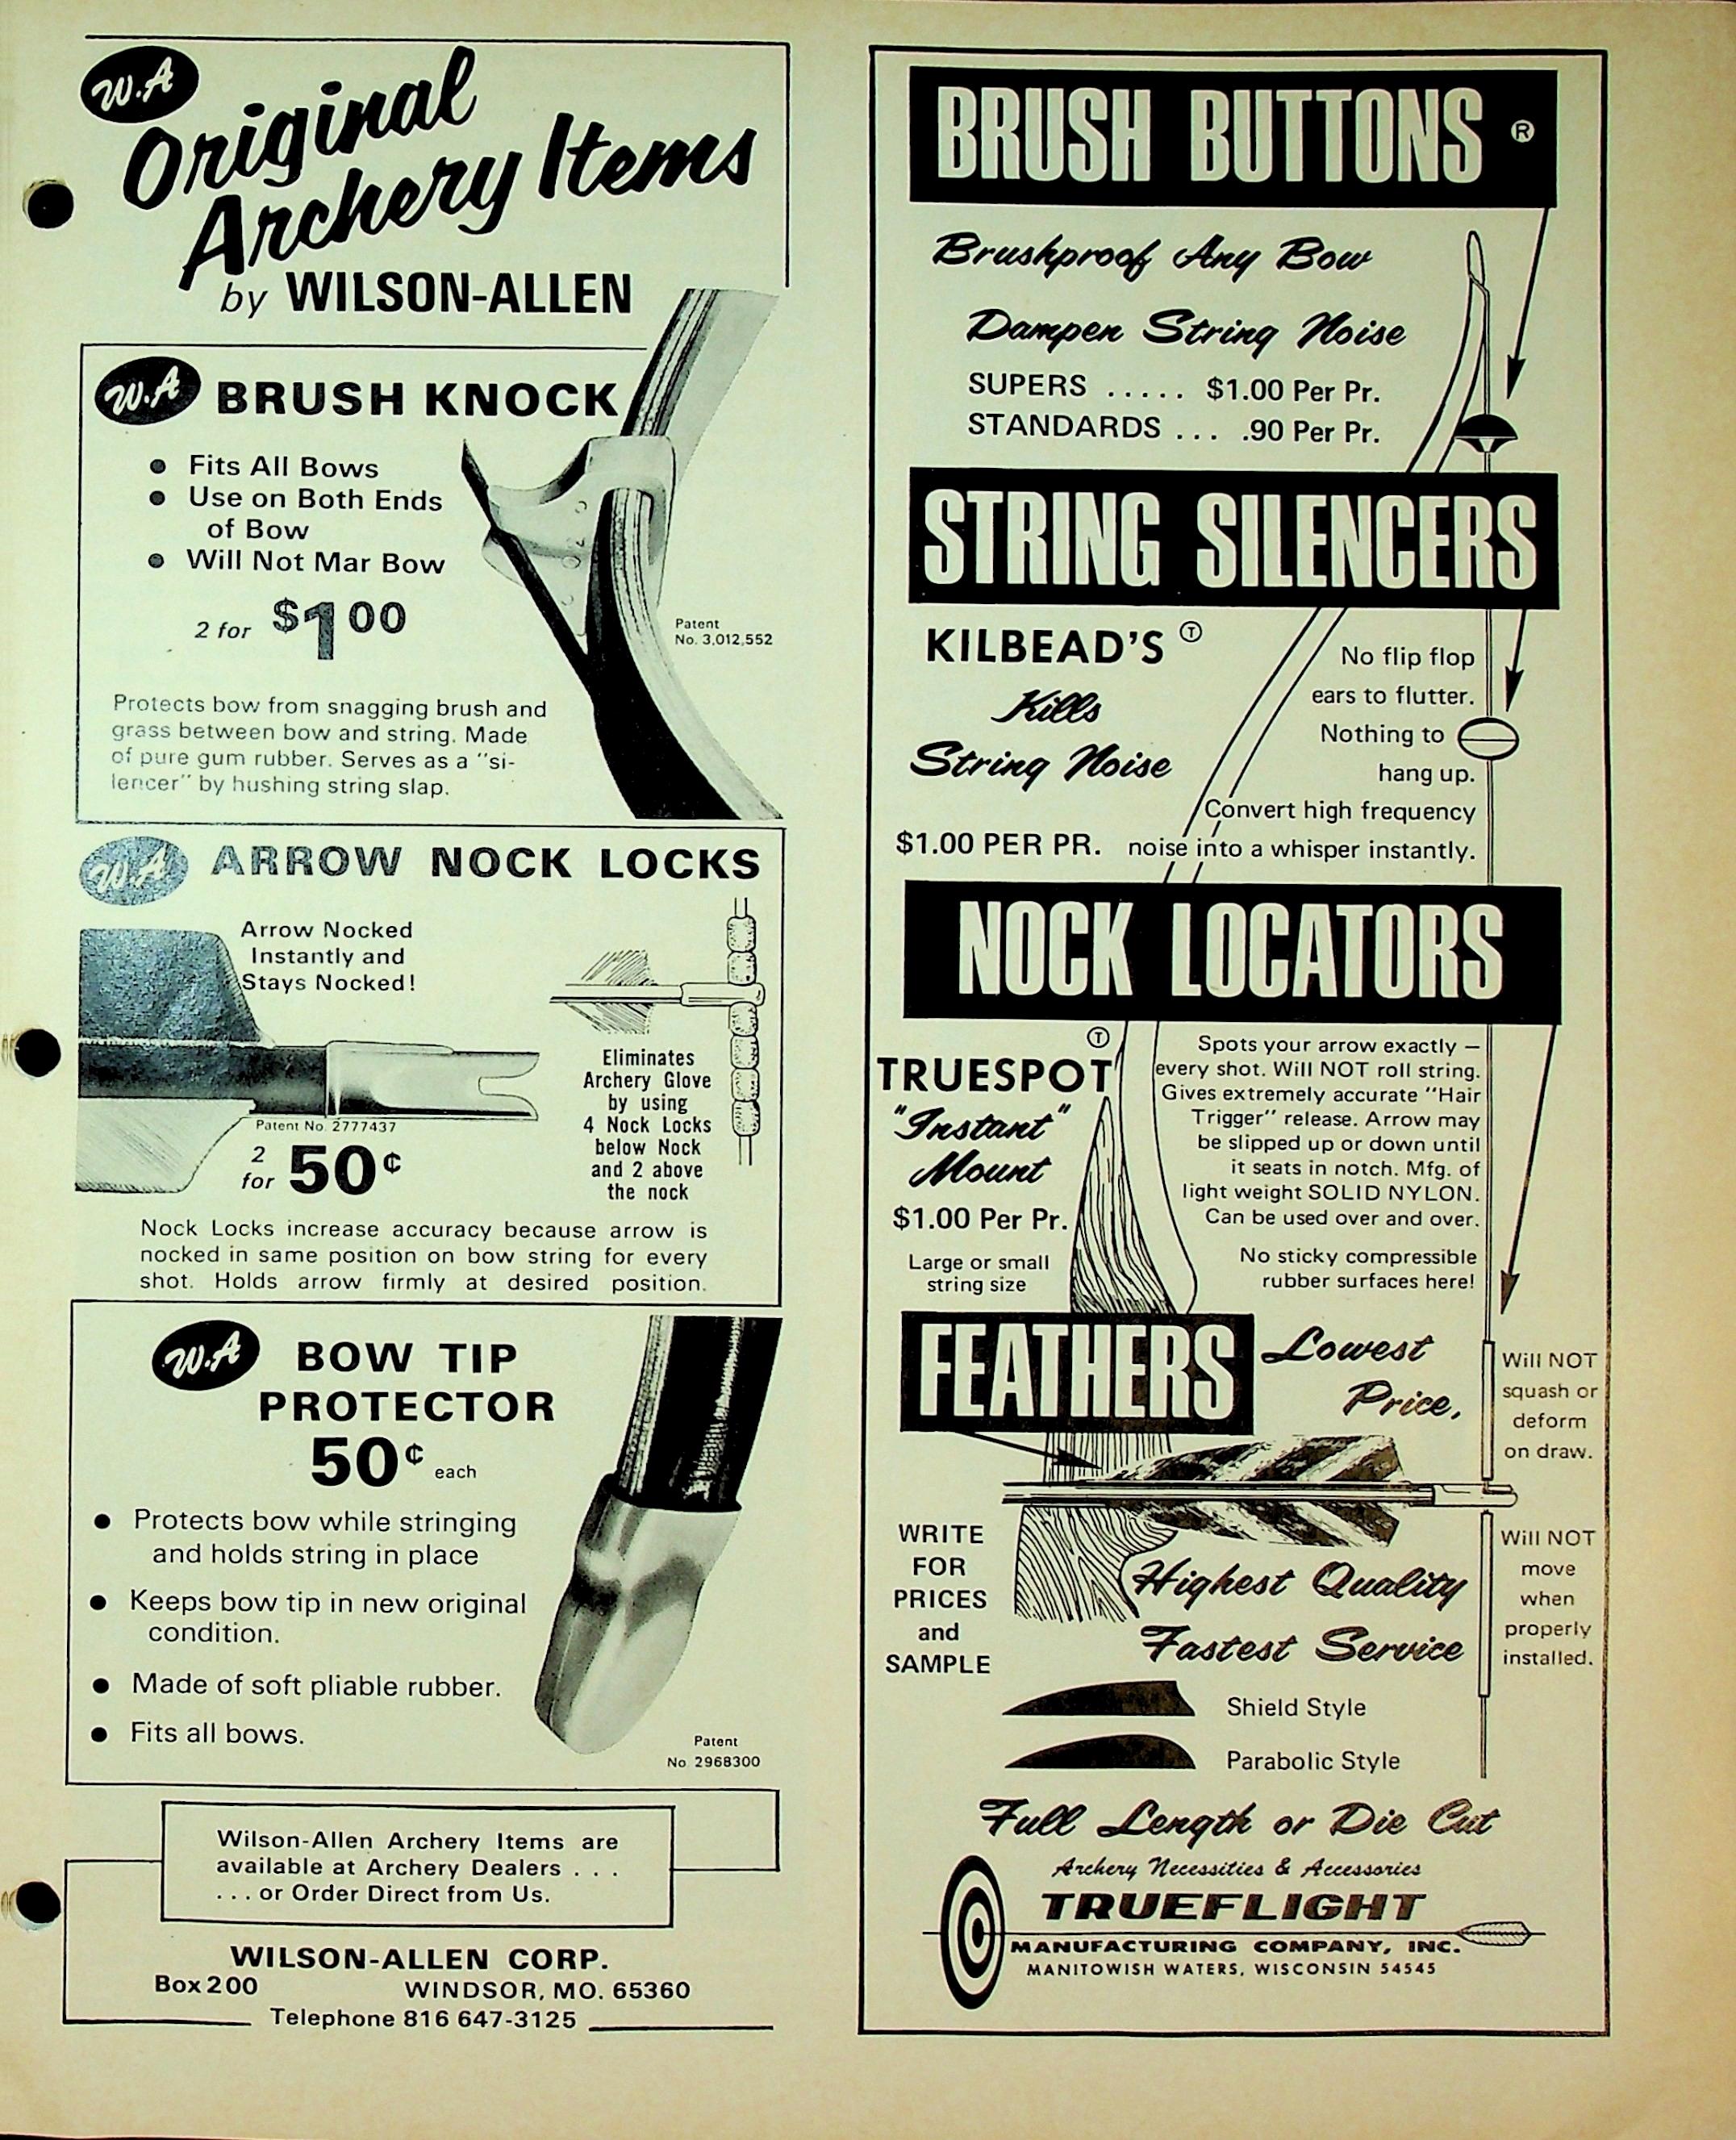 W.A
Original
Archery Items
by WILSON-ALLEN
W.A BRUSH KNOCK
● Fits All Bows
● Use on Both Ends
of Bow
● Will Not Mar Bow
2 for $1.00
Patent
No. 3,012,552
Protects bow from snagging brush and
grass between bow and string. Made
of pure gum rubber. Serves as a "si-
lencer" by hushing string slap.
W.A ARROW NOCK LOCKS
Arrow Nocked
Instantly and
Stays Nocked!
Patent No. 2777437
2
for 50¢
Eliminates
Archery Glove
by using
4 Nock Locks
below Nock
and 2 above
the nock
Nock Locks increase accuracy because arrow is
nocked in same position on bow string for every
shot. Holds arrow firmly at desired position.
W.A BOW TIP
PROTECTOR
50¢ each
● Protects bow while stringing
and holds string in place
● Keeps bow tip in new original
condition.
● Made of soft pliable rubber.
● Fits all bows.
Patent
No. 2968300
Wilson-Allen Archery Items are
available at Archery Dealers . . .
. . . or Order Direct from Us.
WILSON-ALLEN CORP.
Box 200 WINDSOR, MO. 65360
Telephone 816 647-3125
BRUSH BUTTONS ®
Brushproof Any Bow
Dampen String Noise
SUPERS ..... $1.00 Per Pr.
STANDARDS ... .90 Per Pr.
STRING SILENCERS
KILBEAD'S Ⓣ
Kills
String Noise
$1.00 PER PR.
No flip flop
ears to flutter.
Nothing to
hang up.
Convert high frequency
noise into a whisper instantly.
NOCK LOCATORS
TRUESPOT Ⓣ
"Instant"
Mount
$1.00 Per Pr.
Large or small
string size
Spots your arrow exactly —
every shot. Will NOT roll string.
Gives extremely accurate "Hair
Trigger" release. Arrow may
be slipped up or down until
it seats in notch. Mfg. of
light weight SOLID NYLON.
Can be used over and over.
No sticky compressible
rubber surfaces here!
FEATHERS
Lowest
Price,
Will NOT
squash or
deform
on draw.
WRITE
FOR
PRICES
and
SAMPLE
Highest Quality
Fastest Service
Will NOT
move
when
properly
installed.
Shield Style
Parabolic Style
Full Length or Die Cut
Archery Necessities & Accessories
TRUEFLIGHT
MANUFACTURING COMPANY, INC.
MANITOWISH WATERS, WISCONSIN 54545